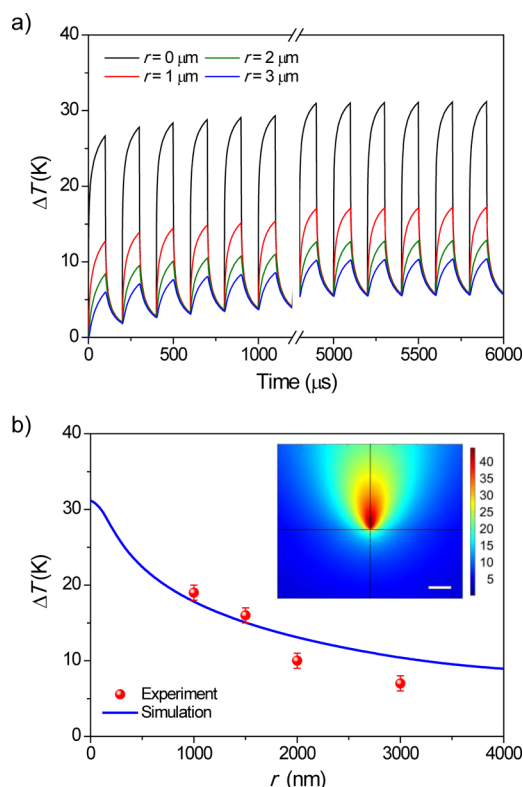 a)
40
30
20
10
0
ΔT(K)
r = 0 μm r = 2 μm
r = 1 μm r = 3 μm
0 500 1000 5000 5500 6000
Time (μs)
b)
40
30
20
10
0
ΔT(K)
40
35
30
25
20
15
10
5
Experiment
Simulation
0 1000 2000 3000 4000
r (nm)